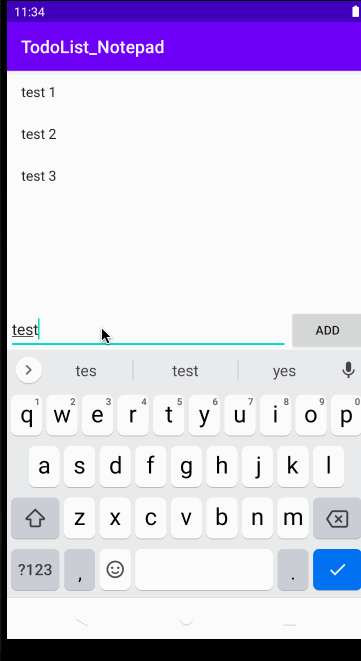 11:34
TodoList_Notepad
test 1
test 2
test 3
test
ADD
tes test yes
q 1 w 2 e 3 r 4 t 5 y 6 u 7 i 8 o 9 p 0
a s d f g h j k l
z x c v b n m
?123 , .